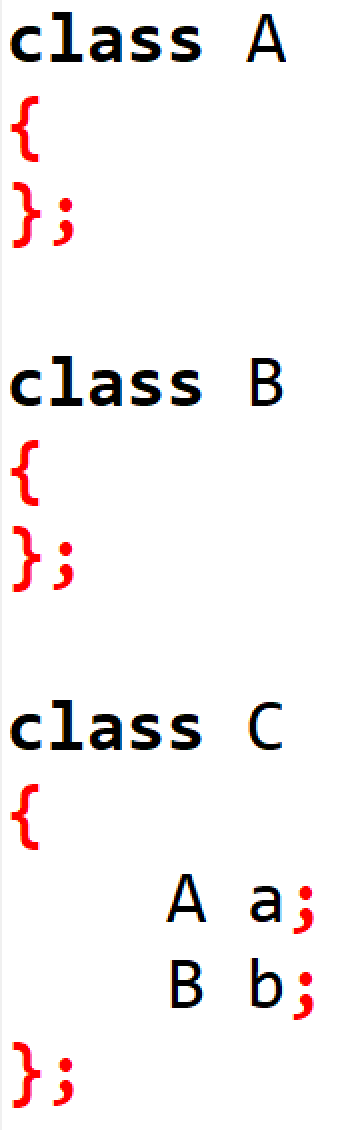 class A
{
};
class B
{
};
class C
{
    A a;
    B b;
};